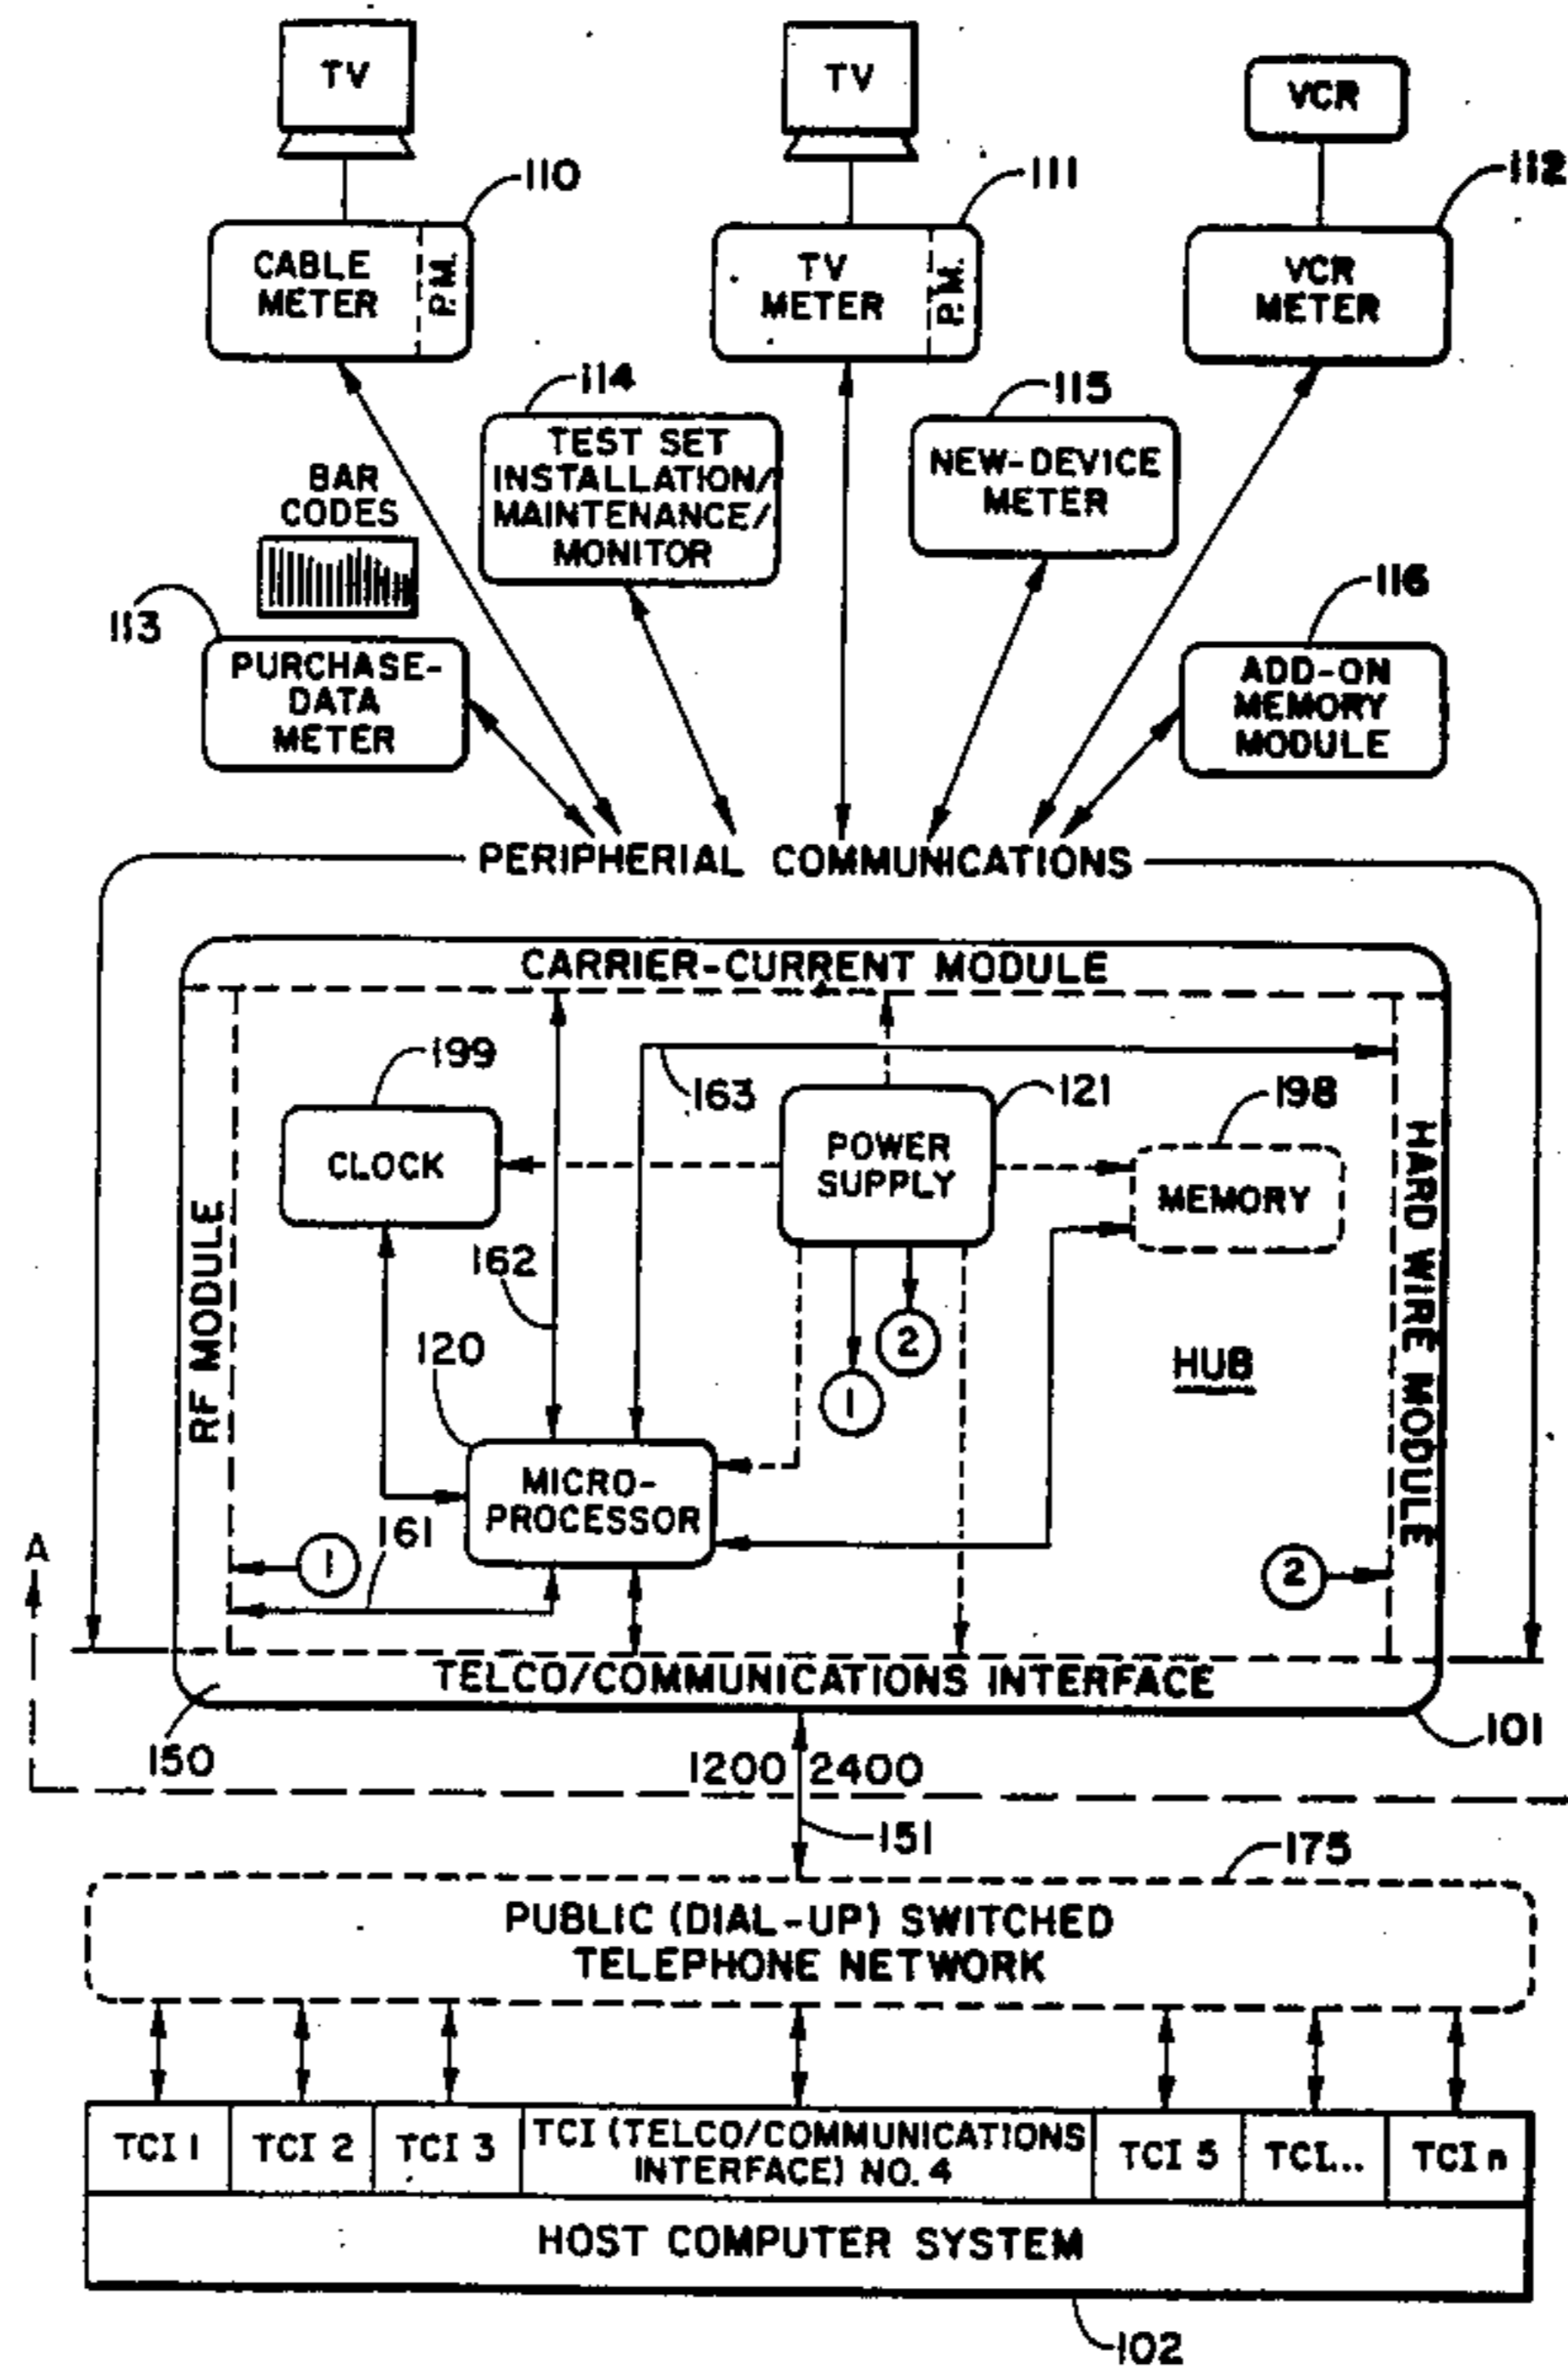 TV
TV
VCR
110
111
112
CABLE
METER
P.M.
TV
METER
P.M.
VCR
METER
114
115
TEST SET
INSTALLATION/
MAINTENANCE/
MONITOR
NEW-DEVICE
METER
BAR
CODES
113
116
PURCHASE-
DATA
METER
ADD-ON
MEMORY
MODULE
PERIPHERIAL COMMUNICATIONS
CARRIER-CURRENT MODULE
199
163
121
198
CLOCK
POWER
SUPPLY
MEMORY
RF MODULE
HARD WIRE MODULE
162
120
2
1
HUB
MICRO-
PROCESSOR
161
A
1
2
TELCO/COMMUNICATIONS INTERFACE
150
101
1200 2400
151
175
PUBLIC (DIAL-UP) SWITCHED
TELEPHONE NETWORK
TCI 1
TCI 2
TCI 3
TCI (TELCO/COMMUNICATIONS
INTERFACE) NO. 4
TCI 5
TCI...
TCI n
HOST COMPUTER SYSTEM
102